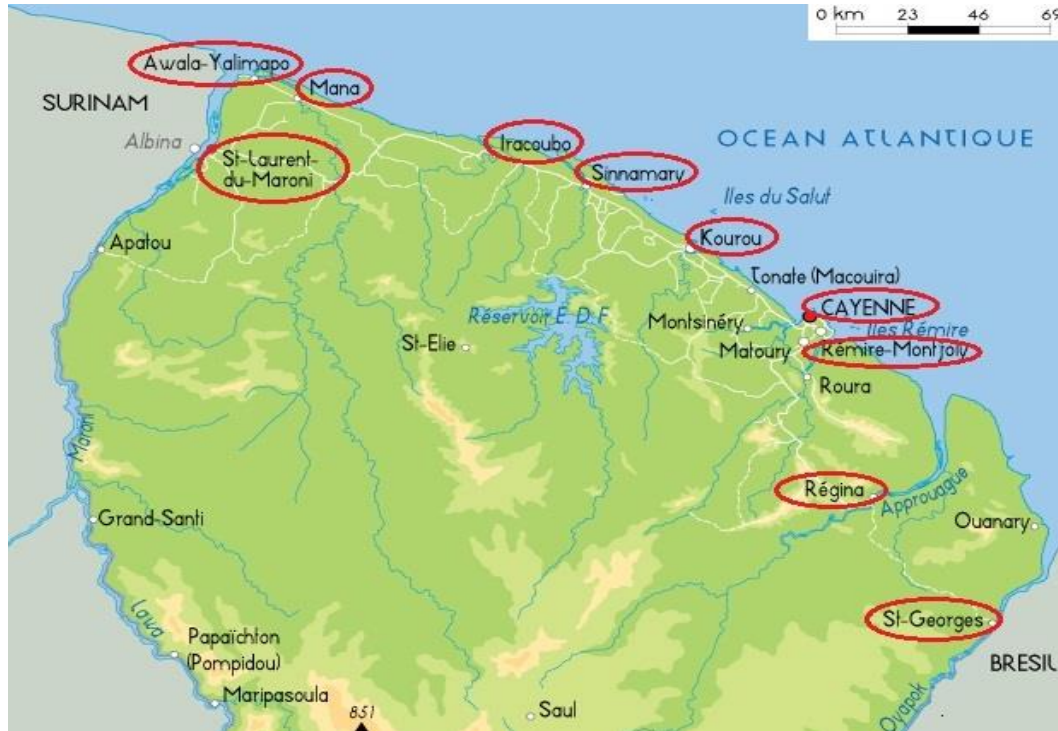 0 km 23 46 69
Awala-Yalimapo
Mana
SURINAM
Albina
St-Laurent-
du-Maroni
Iracoubo
OCEAN ATLANTIQUE
Sinnamary
Iles du Salut
Apatou
Kourou
Tonate (Macouira)
CAYENNE
Réservoir E.D.F
Montsinéry
Iles Rémire
St-Elie
Matoury
Rémire-Montjoly
Roura
Maroni
Régina
Approuague
Grand-Santi
Ouanary
Lawa
St-Georges
Papaïchton
(Pompidou)
BRESIL
Maripasoula
851
Saul
Oyapok